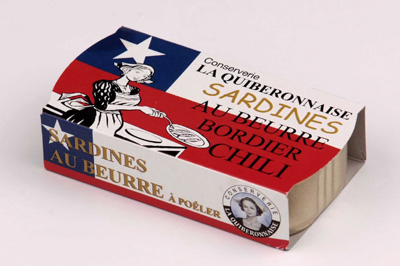 Conserverie
LA QUIBERONNAISE
SARDINES
AU BEURRE
BORDIER
CHILI
SARDINES
AU BEURRE À POÊLER
CONSERVERIE
LA QUIBERONNAISE